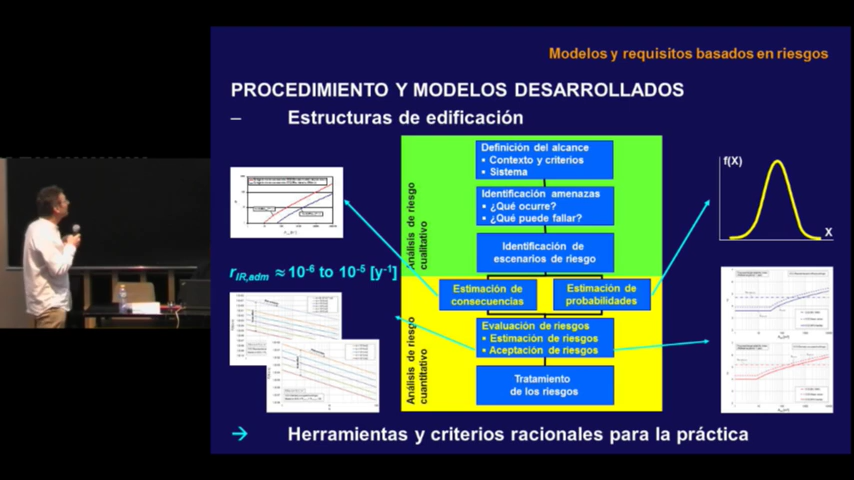 Modelos y requisitos basados en riesgos
PROCEDIMIENTO Y MODELOS DESARROLLADOS
– Estructuras de edificación
Análisis de riesgo
cualitativo
Definición del alcance
▪ Contexto y criterios
▪ Sistema
Identificación amenazas
▪ ¿Qué ocurre?
▪ ¿Qué puede fallar?
Identificación de
escenarios de riesgo
f(X)
X
r_IR,adm ≈ 10⁻⁶ to 10⁻⁵ [y⁻¹]
Estimación de
consecuencias
Estimación de
probabilidades
Análisis de riesgo
cuantitativo
Evaluación de riesgos
▪ Estimación de riesgos
▪ Aceptación de riesgos
Tratamiento
de los riesgos
→ Herramientas y criterios racionales para la práctica